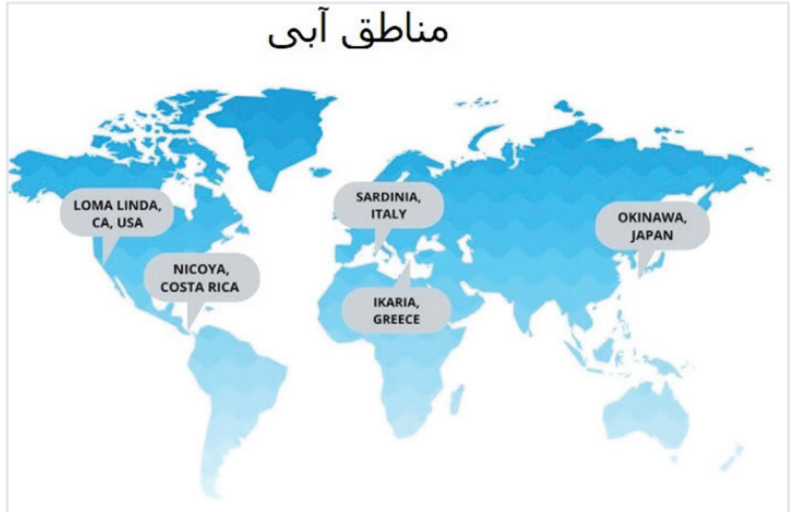 مناطق آبی
LOMA LINDA,
CA, USA
NICOYA,
COSTA RICA
SARDINIA,
ITALY
IKARIA,
GREECE
OKINAWA,
JAPAN